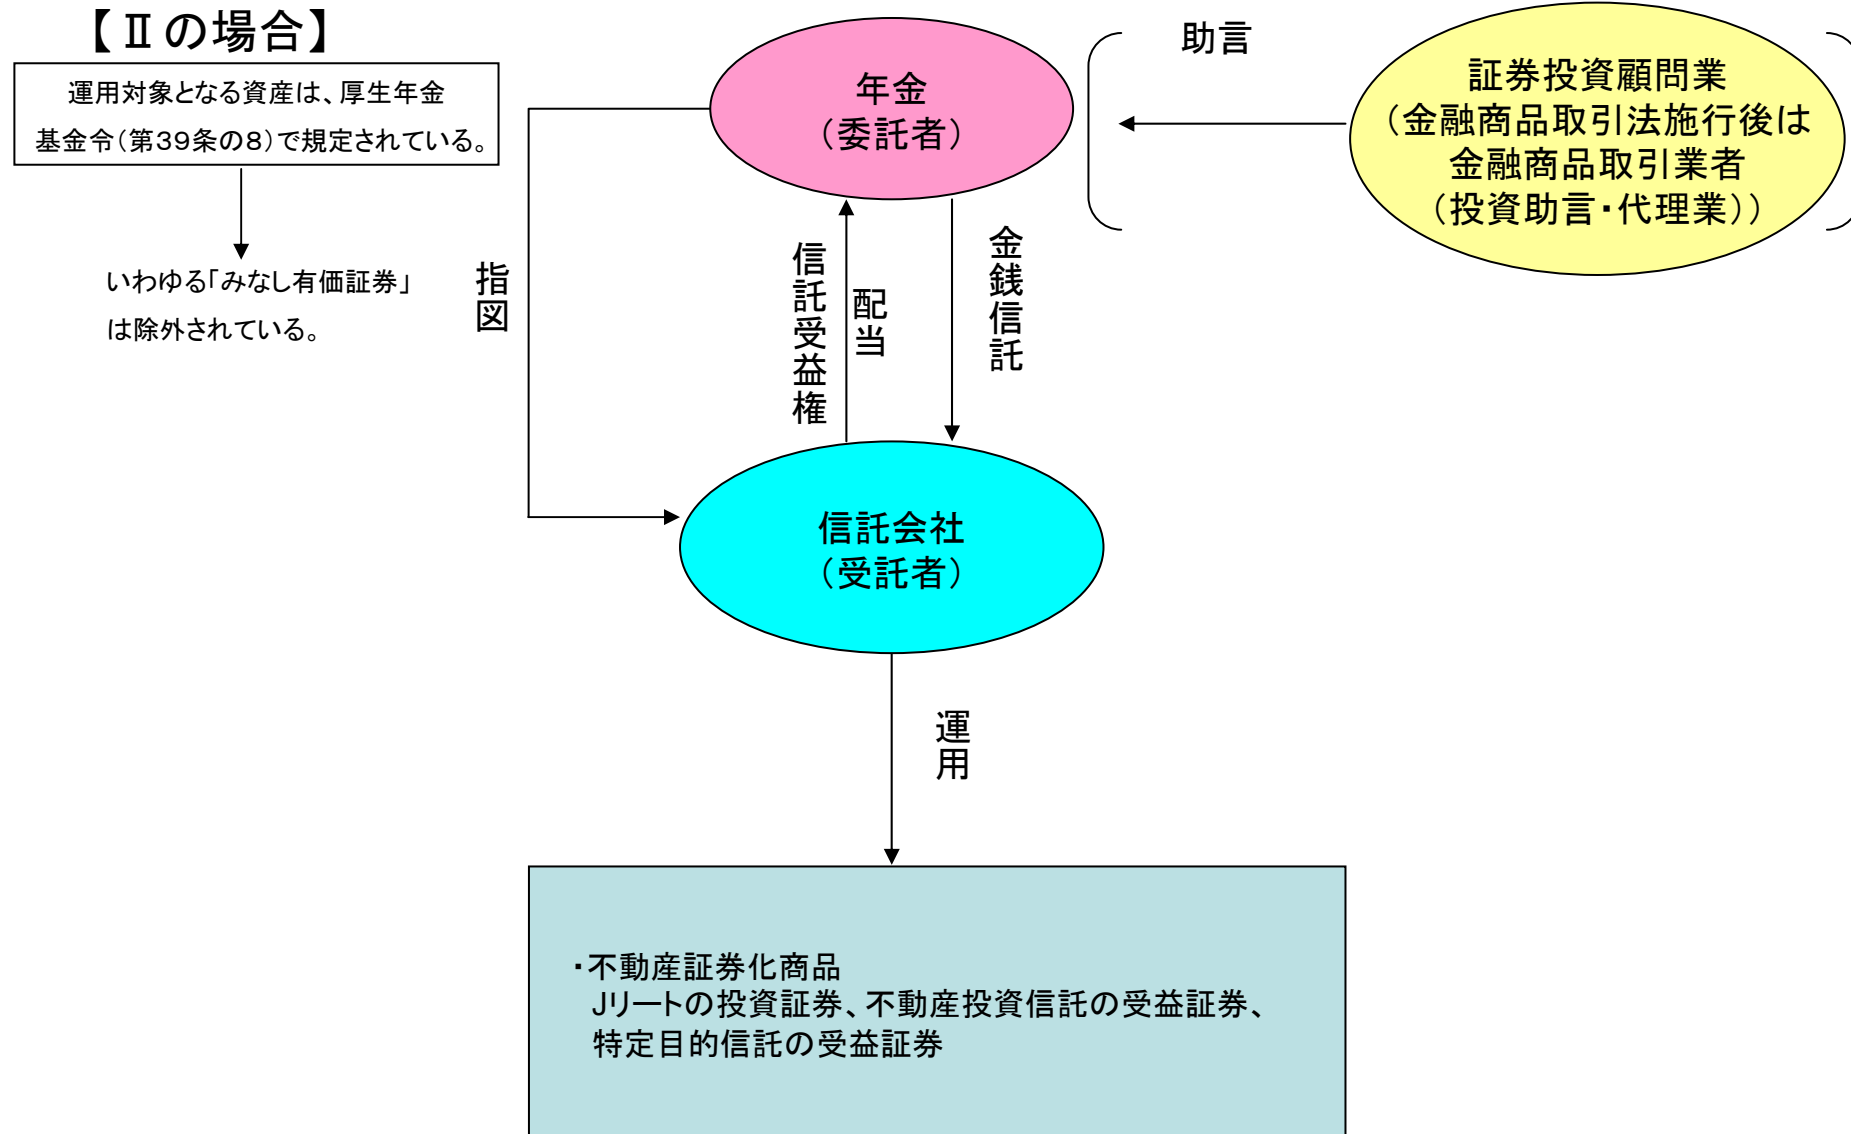 【Ⅱの場合】
運用対象となる資産は、厚生年金
基金令(第39条の8)で規定されている。
いわゆる「みなし有価証券」
は除外されている。
年金
(委託者)
助言
証券投資顧問業
(金融商品取引法施行後は
金融商品取引業者
(投資助言・代理業))
指図
信託受益権
配当
金銭信託
信託会社
(受託者)
運用
・不動産証券化商品
Jリートの投資証券、不動産投資信託の受益証券、
特定目的信託の受益証券